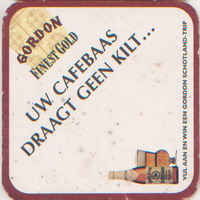 GORDON
FINEST GOLD
UW CAFEBAAS
DRAAGT GEEN KILT...
VUL AAN EN WIN EEN GORDON SCHOTLAND-TRIP